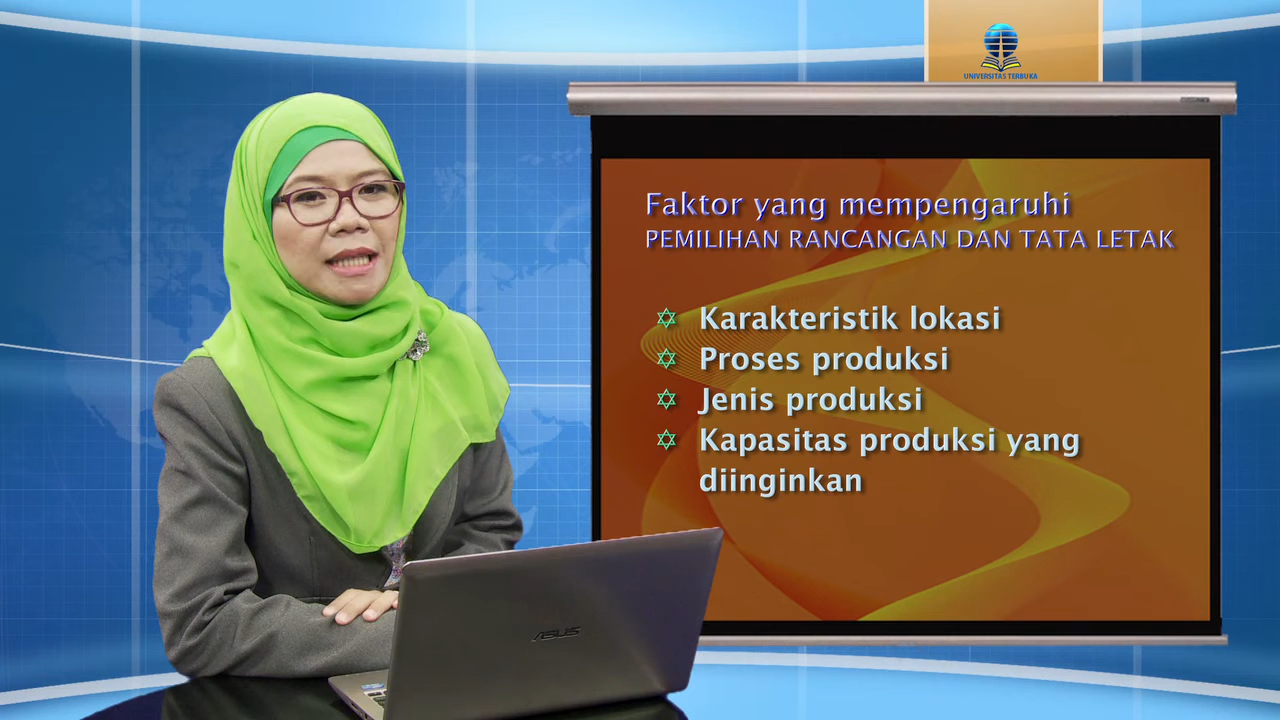 UNIVERSITAS TERBUKA
Faktor yang mempengaruhi
PEMILIHAN RANCANGAN DAN TATA LETAK
Karakteristik lokasi
Proses produksi
Jenis produksi
Kapasitas produksi yang
diinginkan
ASUS